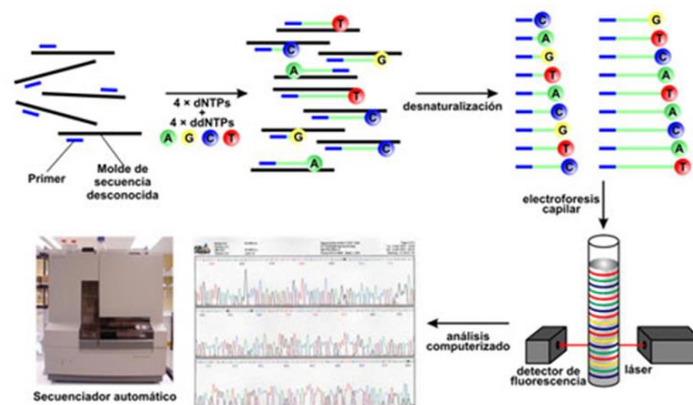 Primer
Molde de
secuencia
desconocida
4 x dNTPs
+
4 x ddNTPs
A G C T
T
C
G
A
T
C
G
C
A
desnaturalización
C
A
G
T
A
C
G
T
C
G
T
C
A
T
A
C
A
T
electroforesis
capilar
detector de
fluorescencia
láser
análisis
computerizado
Secuenciador automático